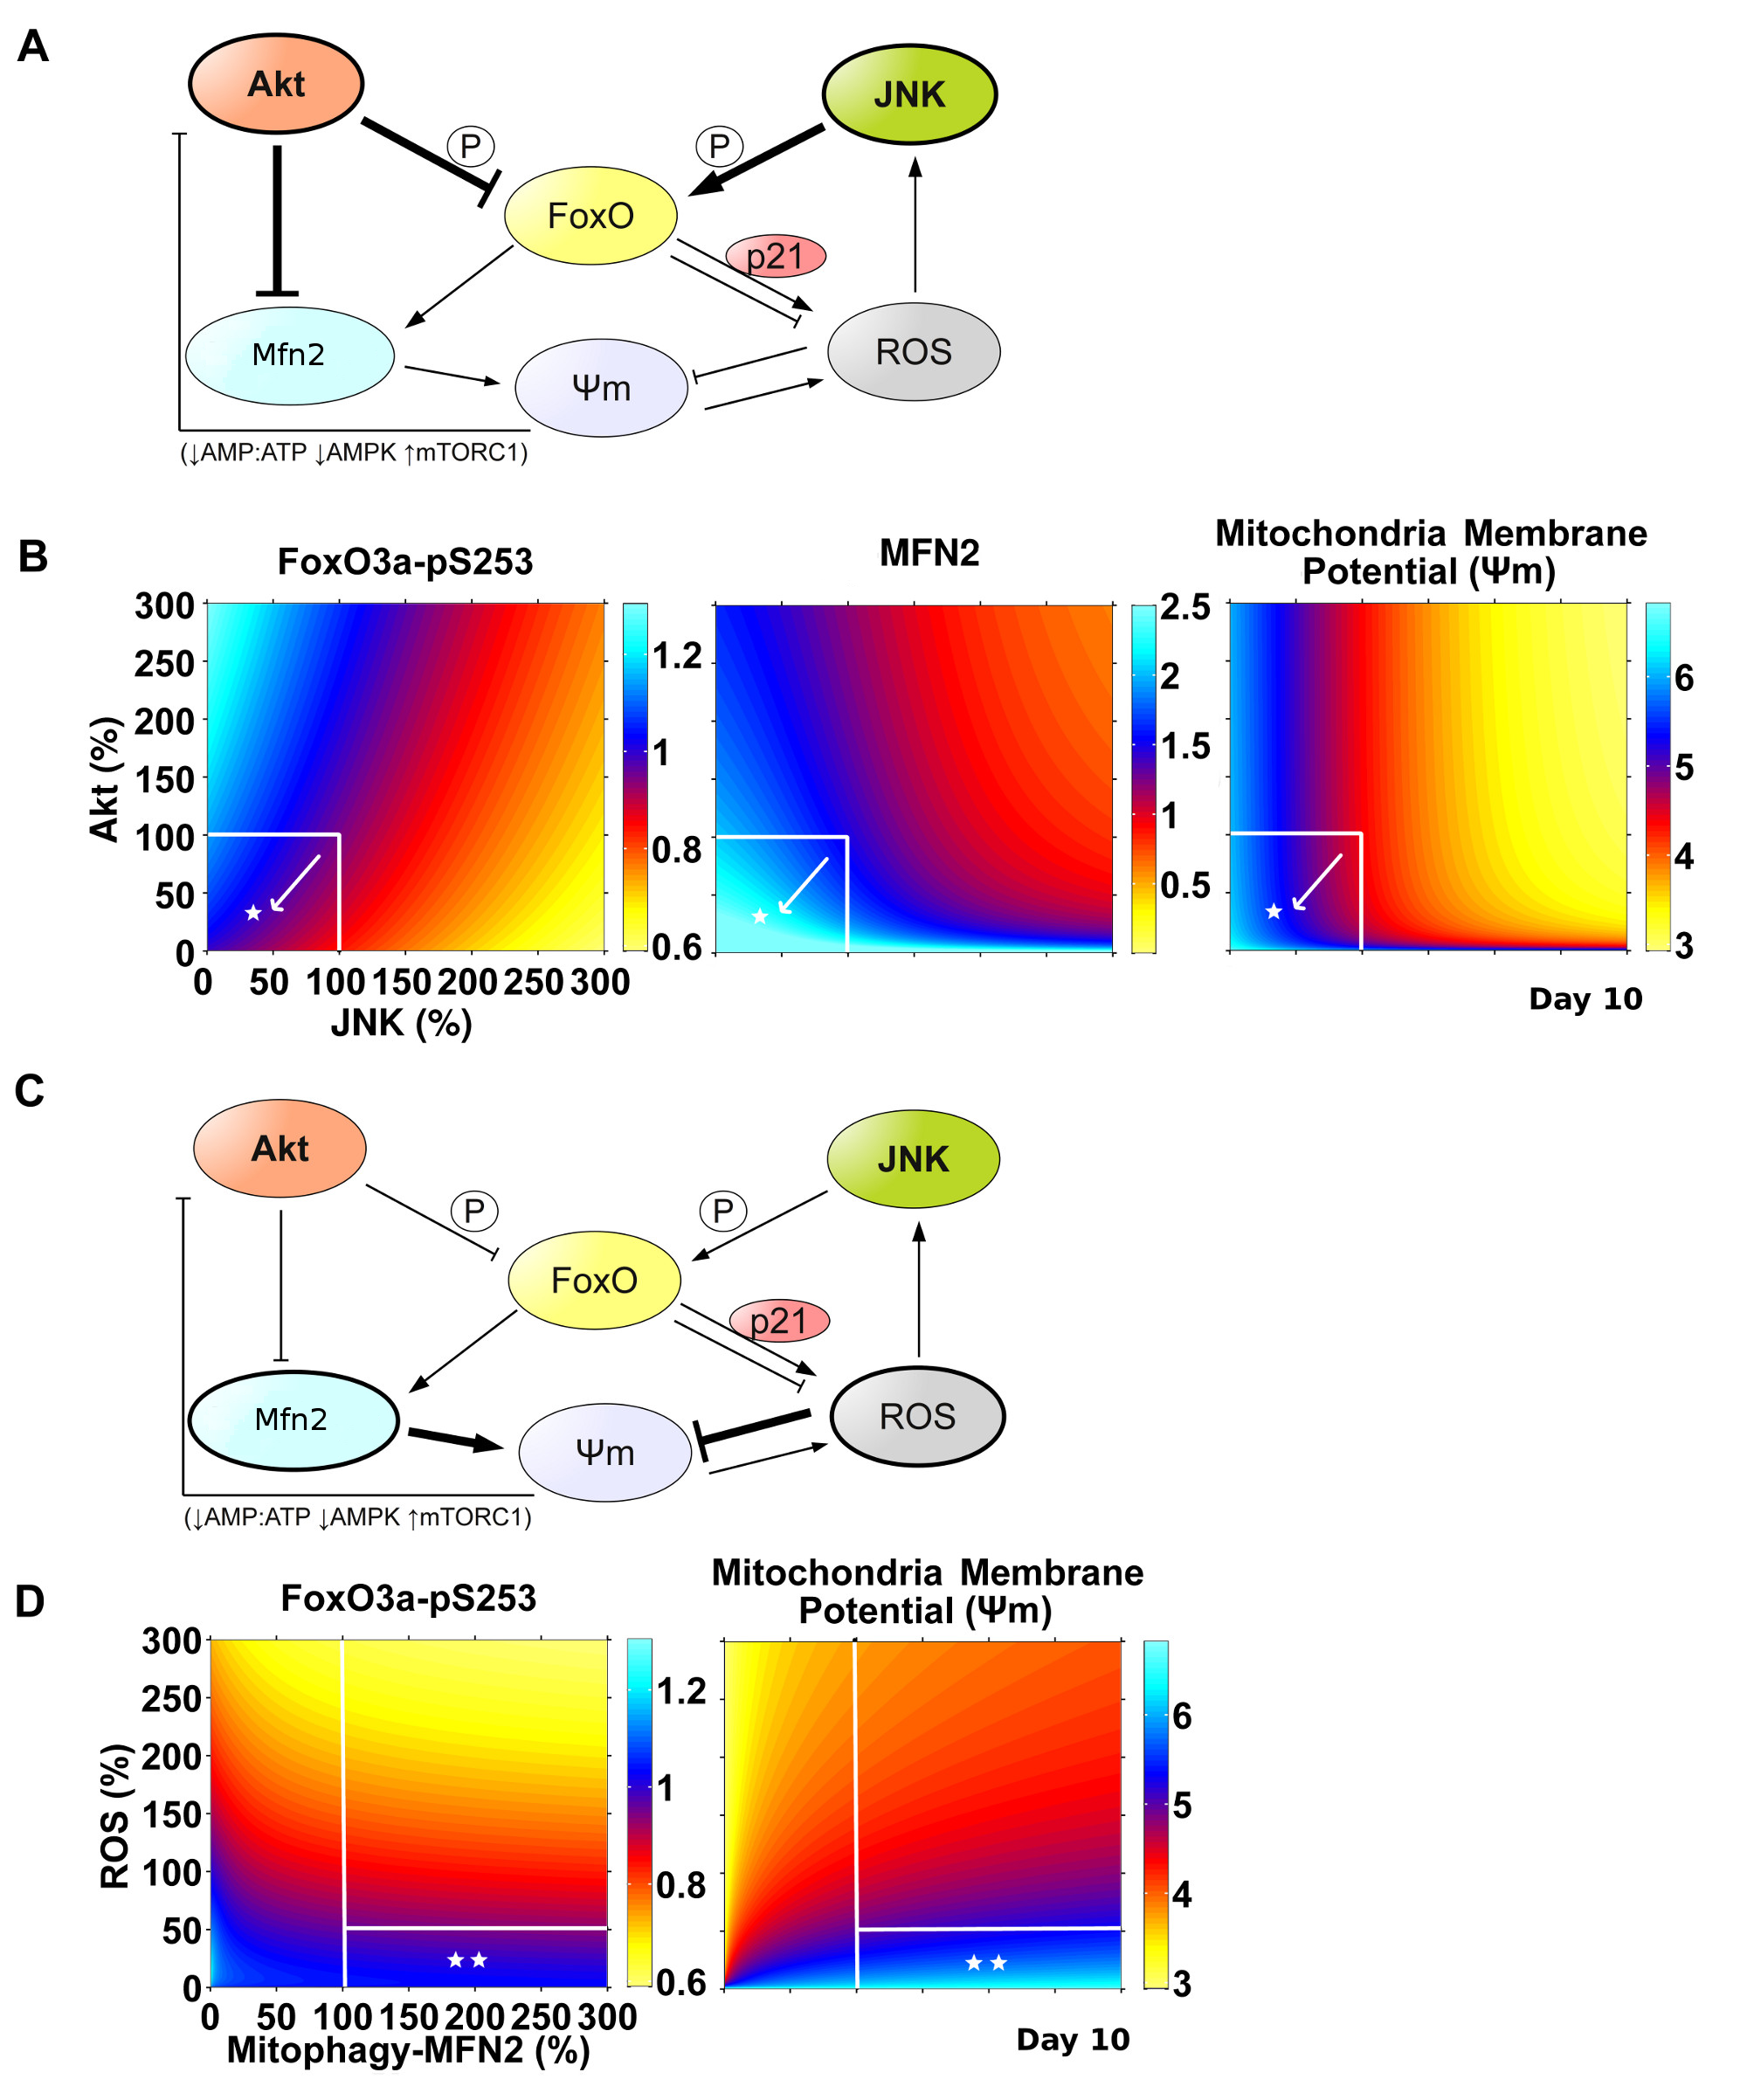 A
Akt
JNK
P
P
FoxO
p21
Mfn2
Ψm
ROS
(↓AMP:ATP ↓AMPK ↑mTORC1)
B
FoxO3a-pS253
MFN2
Mitochondria Membrane
Potential (Ψm)
300
250
200
150
100
50
0
Akt (%)
0 50 100 150 200 250 300
JNK (%)
1.2
1
0.8
0.6
2.5
2
1.5
1
0.5
6
5
4
3
Day 10
C
Akt
JNK
P
P
FoxO
p21
Mfn2
Ψm
ROS
(↓AMP:ATP ↓AMPK ↑mTORC1)
D
FoxO3a-pS253
Mitochondria Membrane
Potential (Ψm)
300
250
200
150
100
50
0
ROS (%)
0 50 100 150 200 250 300
Mitophagy-MFN2 (%)
1.2
1
0.8
0.6
6
5
4
3
Day 10